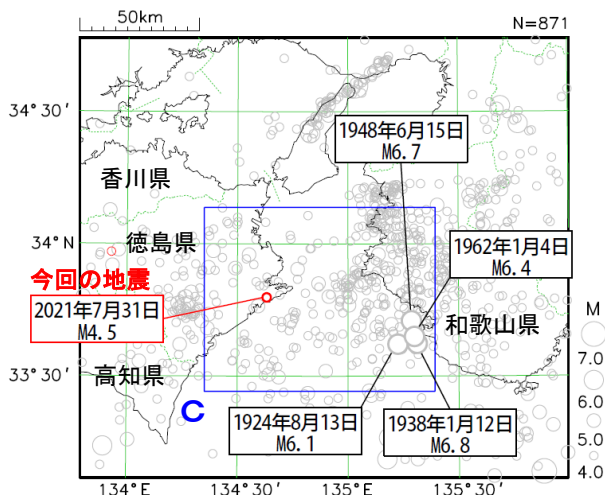 50km
N=871
34°30′
1948年6月15日
M6.7
香川県
34°N
徳島県
1962年1月4日
M6.4
今回の地震
2021年7月31日
M4.5
和歌山県
M
7.0
6.0
5.0
4.0
33°30′
高知県
C
1924年8月13日
M6.1
1938年1月12日
M6.8
134°E
134°30′
135°E
135°30′